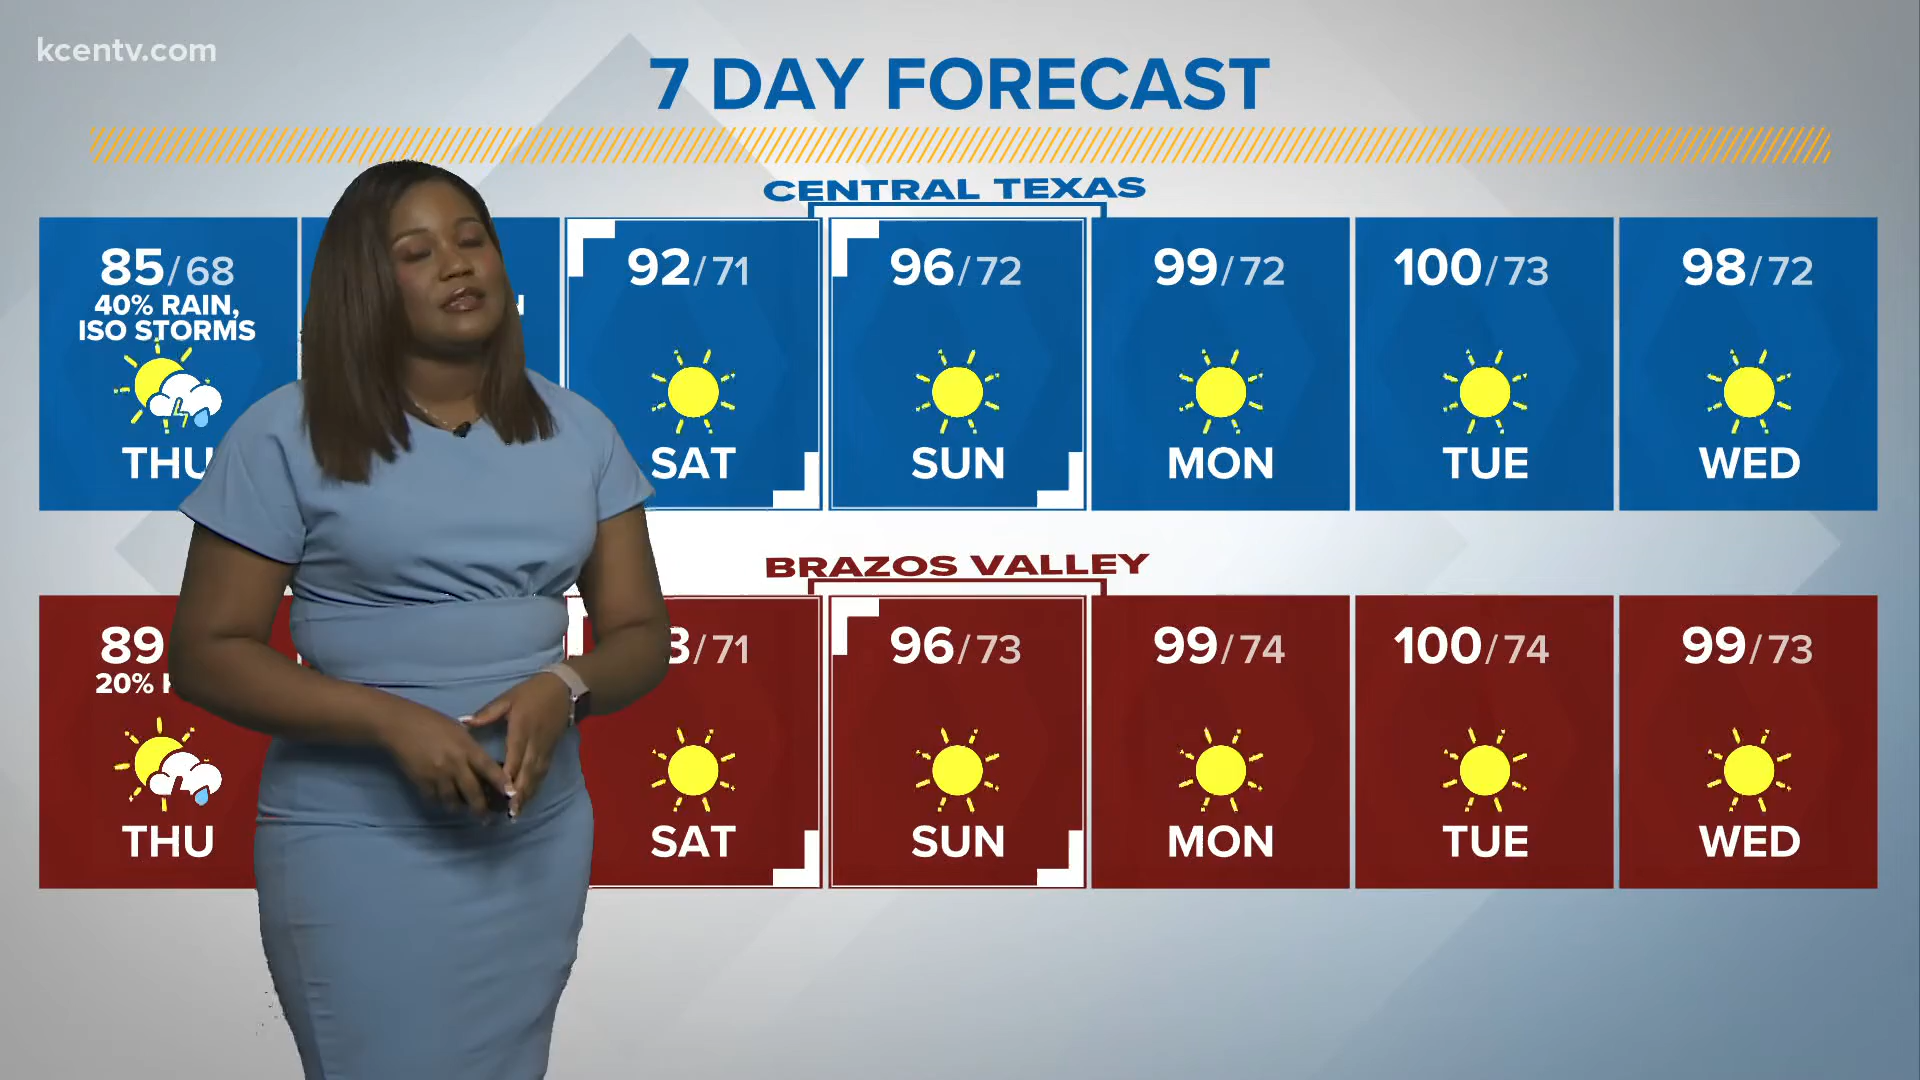 kcentv.com
7 DAY FORECAST
CENTRAL TEXAS
85/68
40% RAIN,
ISO STORMS
THU
92/71
SAT
96/72
SUN
99/72
MON
100/73
TUE
98/72
WED
BRAZOS VALLEY
89
20%
THU
/71
SAT
96/73
SUN
99/74
MON
100/74
TUE
99/73
WED